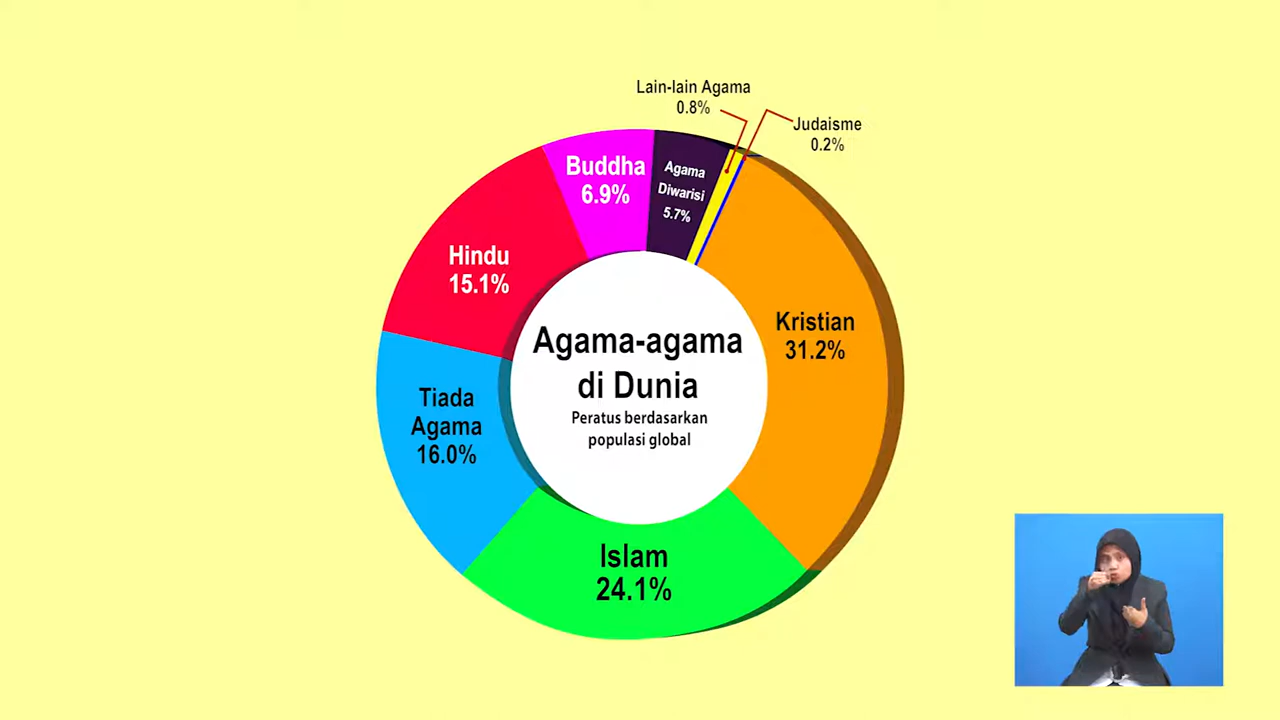 Lain-lain Agama
0.8%
Judaisme
0.2%
Buddha
6.9%
Agama
Diwarisi
5.7%
Hindu
15.1%
Kristian
31.2%
Agama-agama
di Dunia
Peratus berdasarkan
populasi global
Tiada
Agama
16.0%
Islam
24.1%